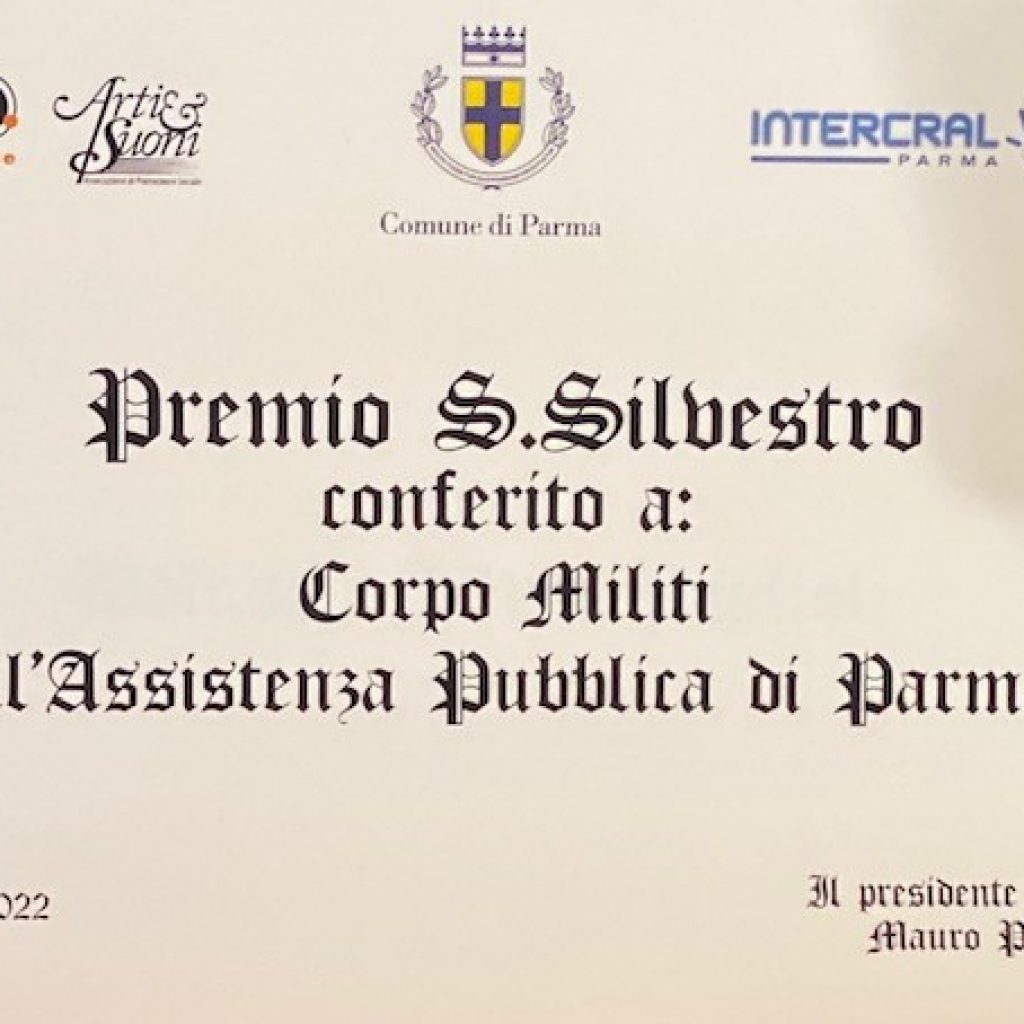 Arti&
Suoni
Comune di Parma
INTERCRAL
PARMA
Premio S.Silvestro
conferito a:
Corpo Militi
l'Assistenza Pubblica di Parm
022
Il presidente
Mauro P